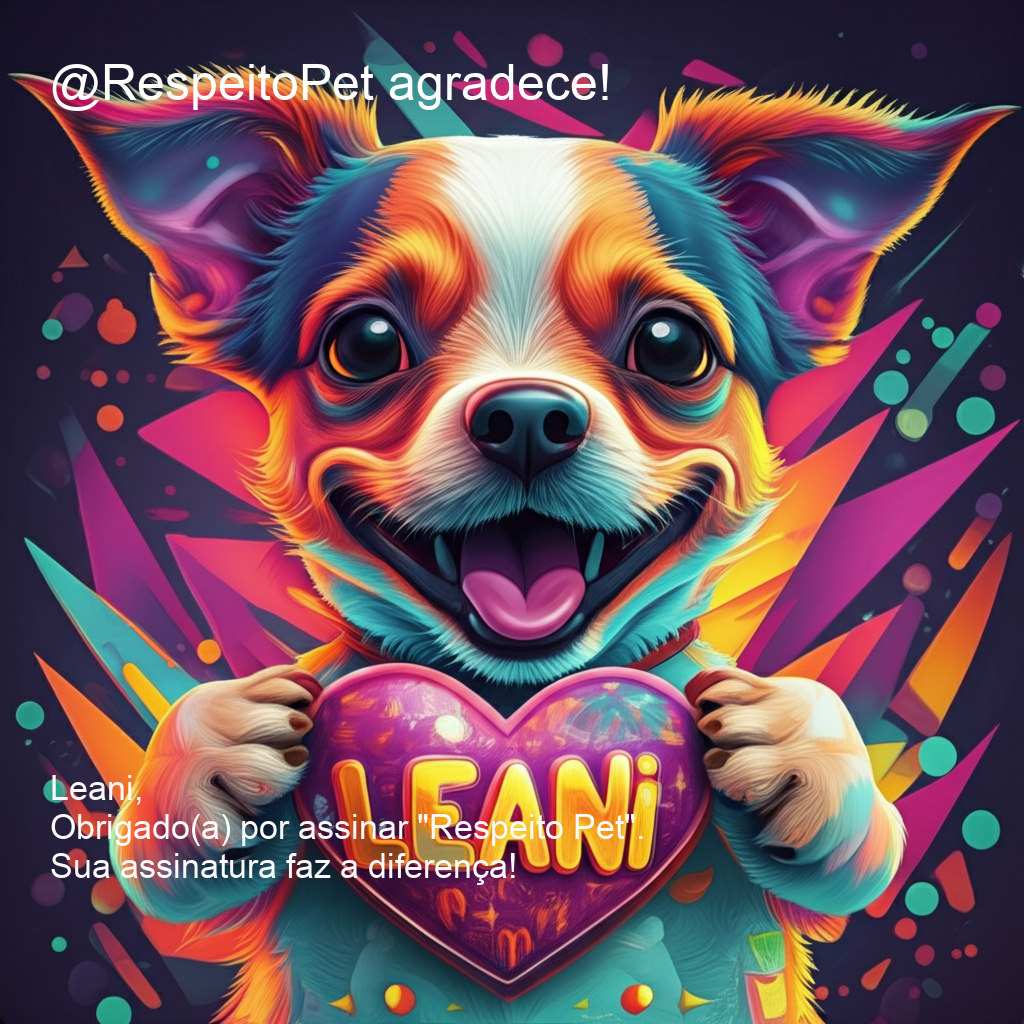 @RespeitoPet agradece!
LEANi
Leani,
Obrigado(a) por assinar "Respeito Pet".
Sua assinatura faz a diferença!